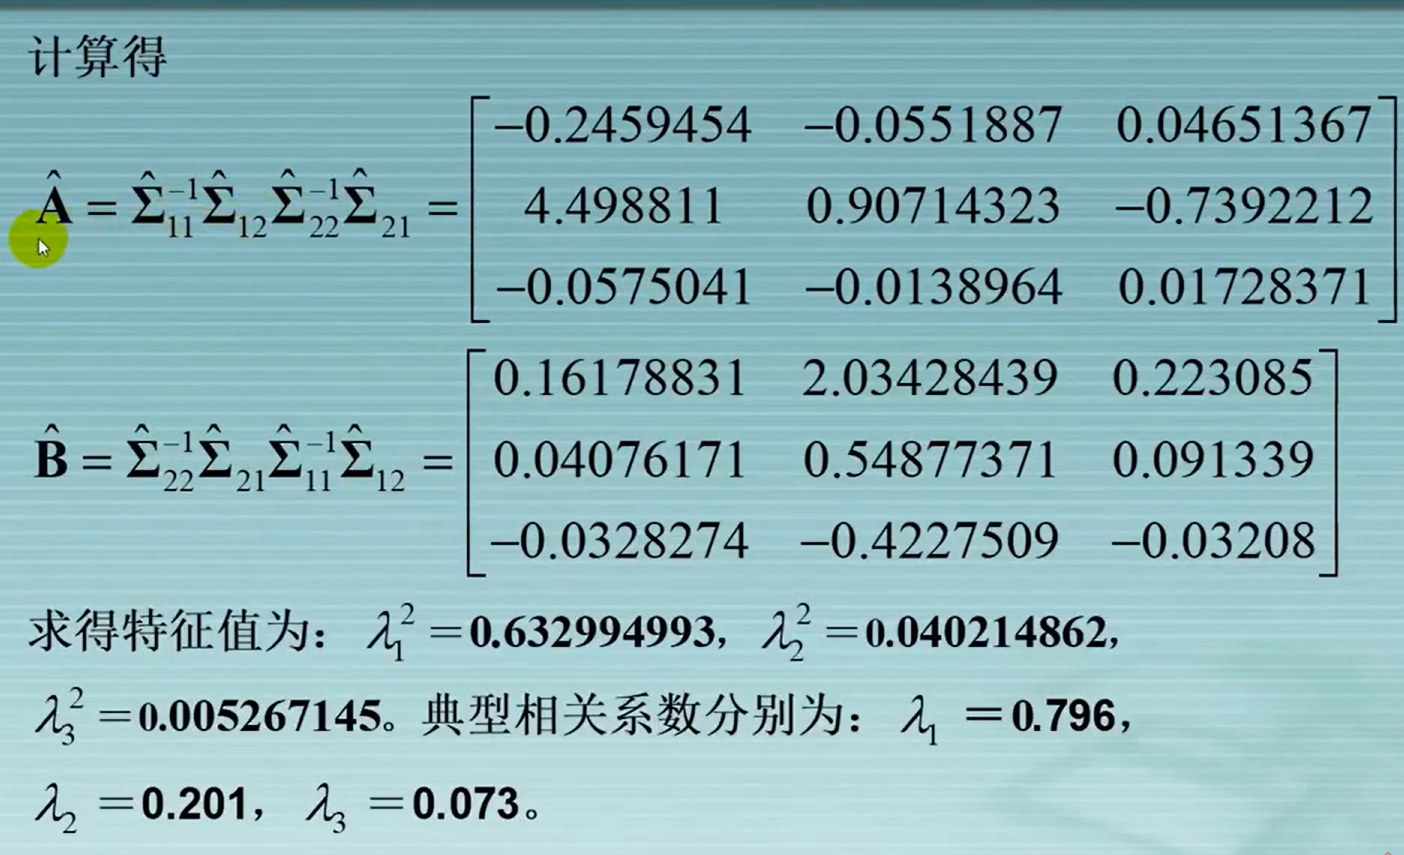 计算得
Â = Σ̂₁₁⁻¹Σ̂₁₂Σ̂₂₂⁻¹Σ̂₂₁ =
−0.2459454 −0.0551887 0.04651367
4.498811 0.90714323 −0.7392212
−0.0575041 −0.0138964 0.01728371
B̂ = Σ̂₂₂⁻¹Σ̂₂₁Σ̂₁₁⁻¹Σ̂₁₂ =
0.16178831 2.03428439 0.223085
0.04076171 0.54877371 0.091339
−0.0328274 −0.4227509 −0.03208
求得特征值为：λ₁² =0.632994993, λ₂² =0.040214862,
λ₃² =0.005267145。典型相关系数分别为：λ₁ =0.796，
λ₂ =0.201，λ₃ =0.073。